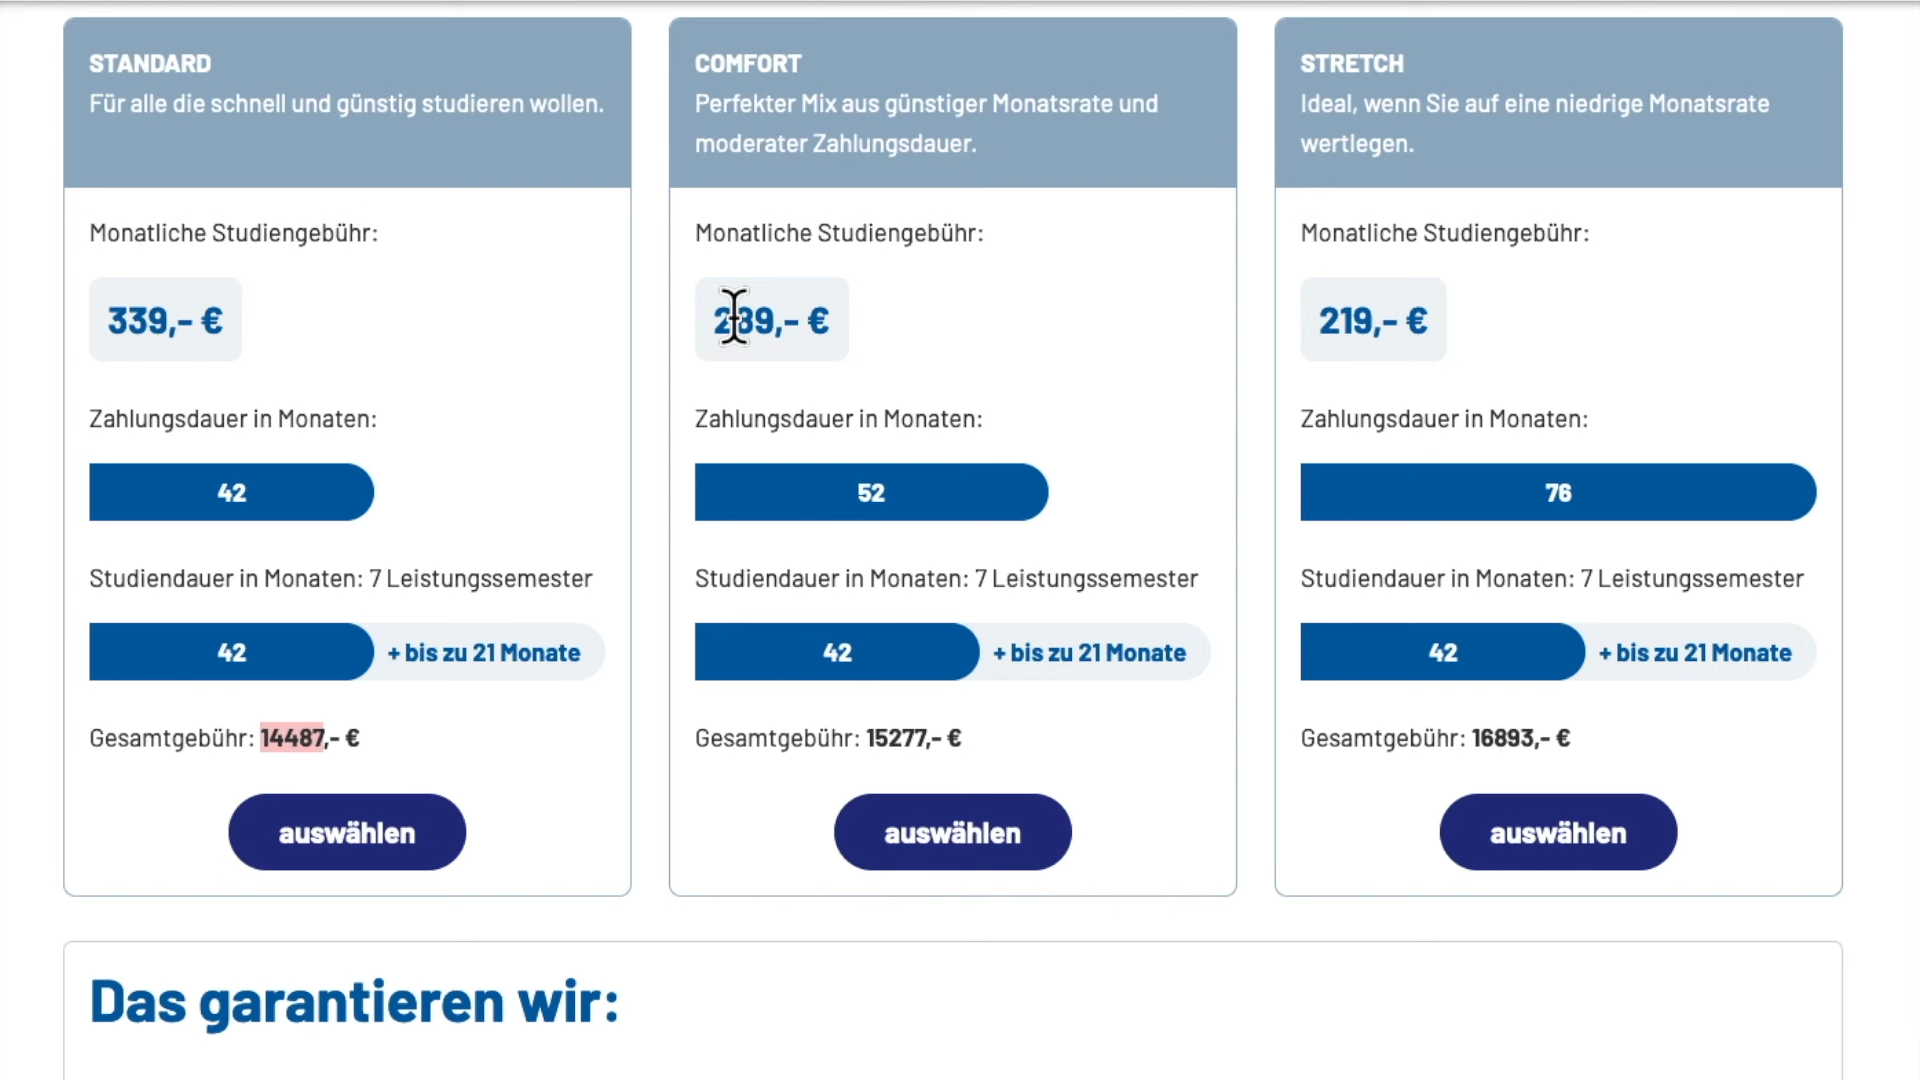 STANDARD
Für alle die schnell und günstig studieren wollen.
Monatliche Studiengebühr:
339,- €
Zahlungsdauer in Monaten:
42
Studiendauer in Monaten: 7 Leistungssemester
42 + bis zu 21 Monate
Gesamtgebühr: 14487,- €
auswählen
COMFORT
Perfekter Mix aus günstiger Monatsrate und
moderater Zahlungsdauer.
Monatliche Studiengebühr:
289,- €
Zahlungsdauer in Monaten:
52
Studiendauer in Monaten: 7 Leistungssemester
42 + bis zu 21 Monate
Gesamtgebühr: 15277,- €
auswählen
STRETCH
Ideal, wenn Sie auf eine niedrige Monatsrate
wertlegen.
Monatliche Studiengebühr:
219,- €
Zahlungsdauer in Monaten:
76
Studiendauer in Monaten: 7 Leistungssemester
42 + bis zu 21 Monate
Gesamtgebühr: 16893,- €
auswählen
Das garantieren wir: